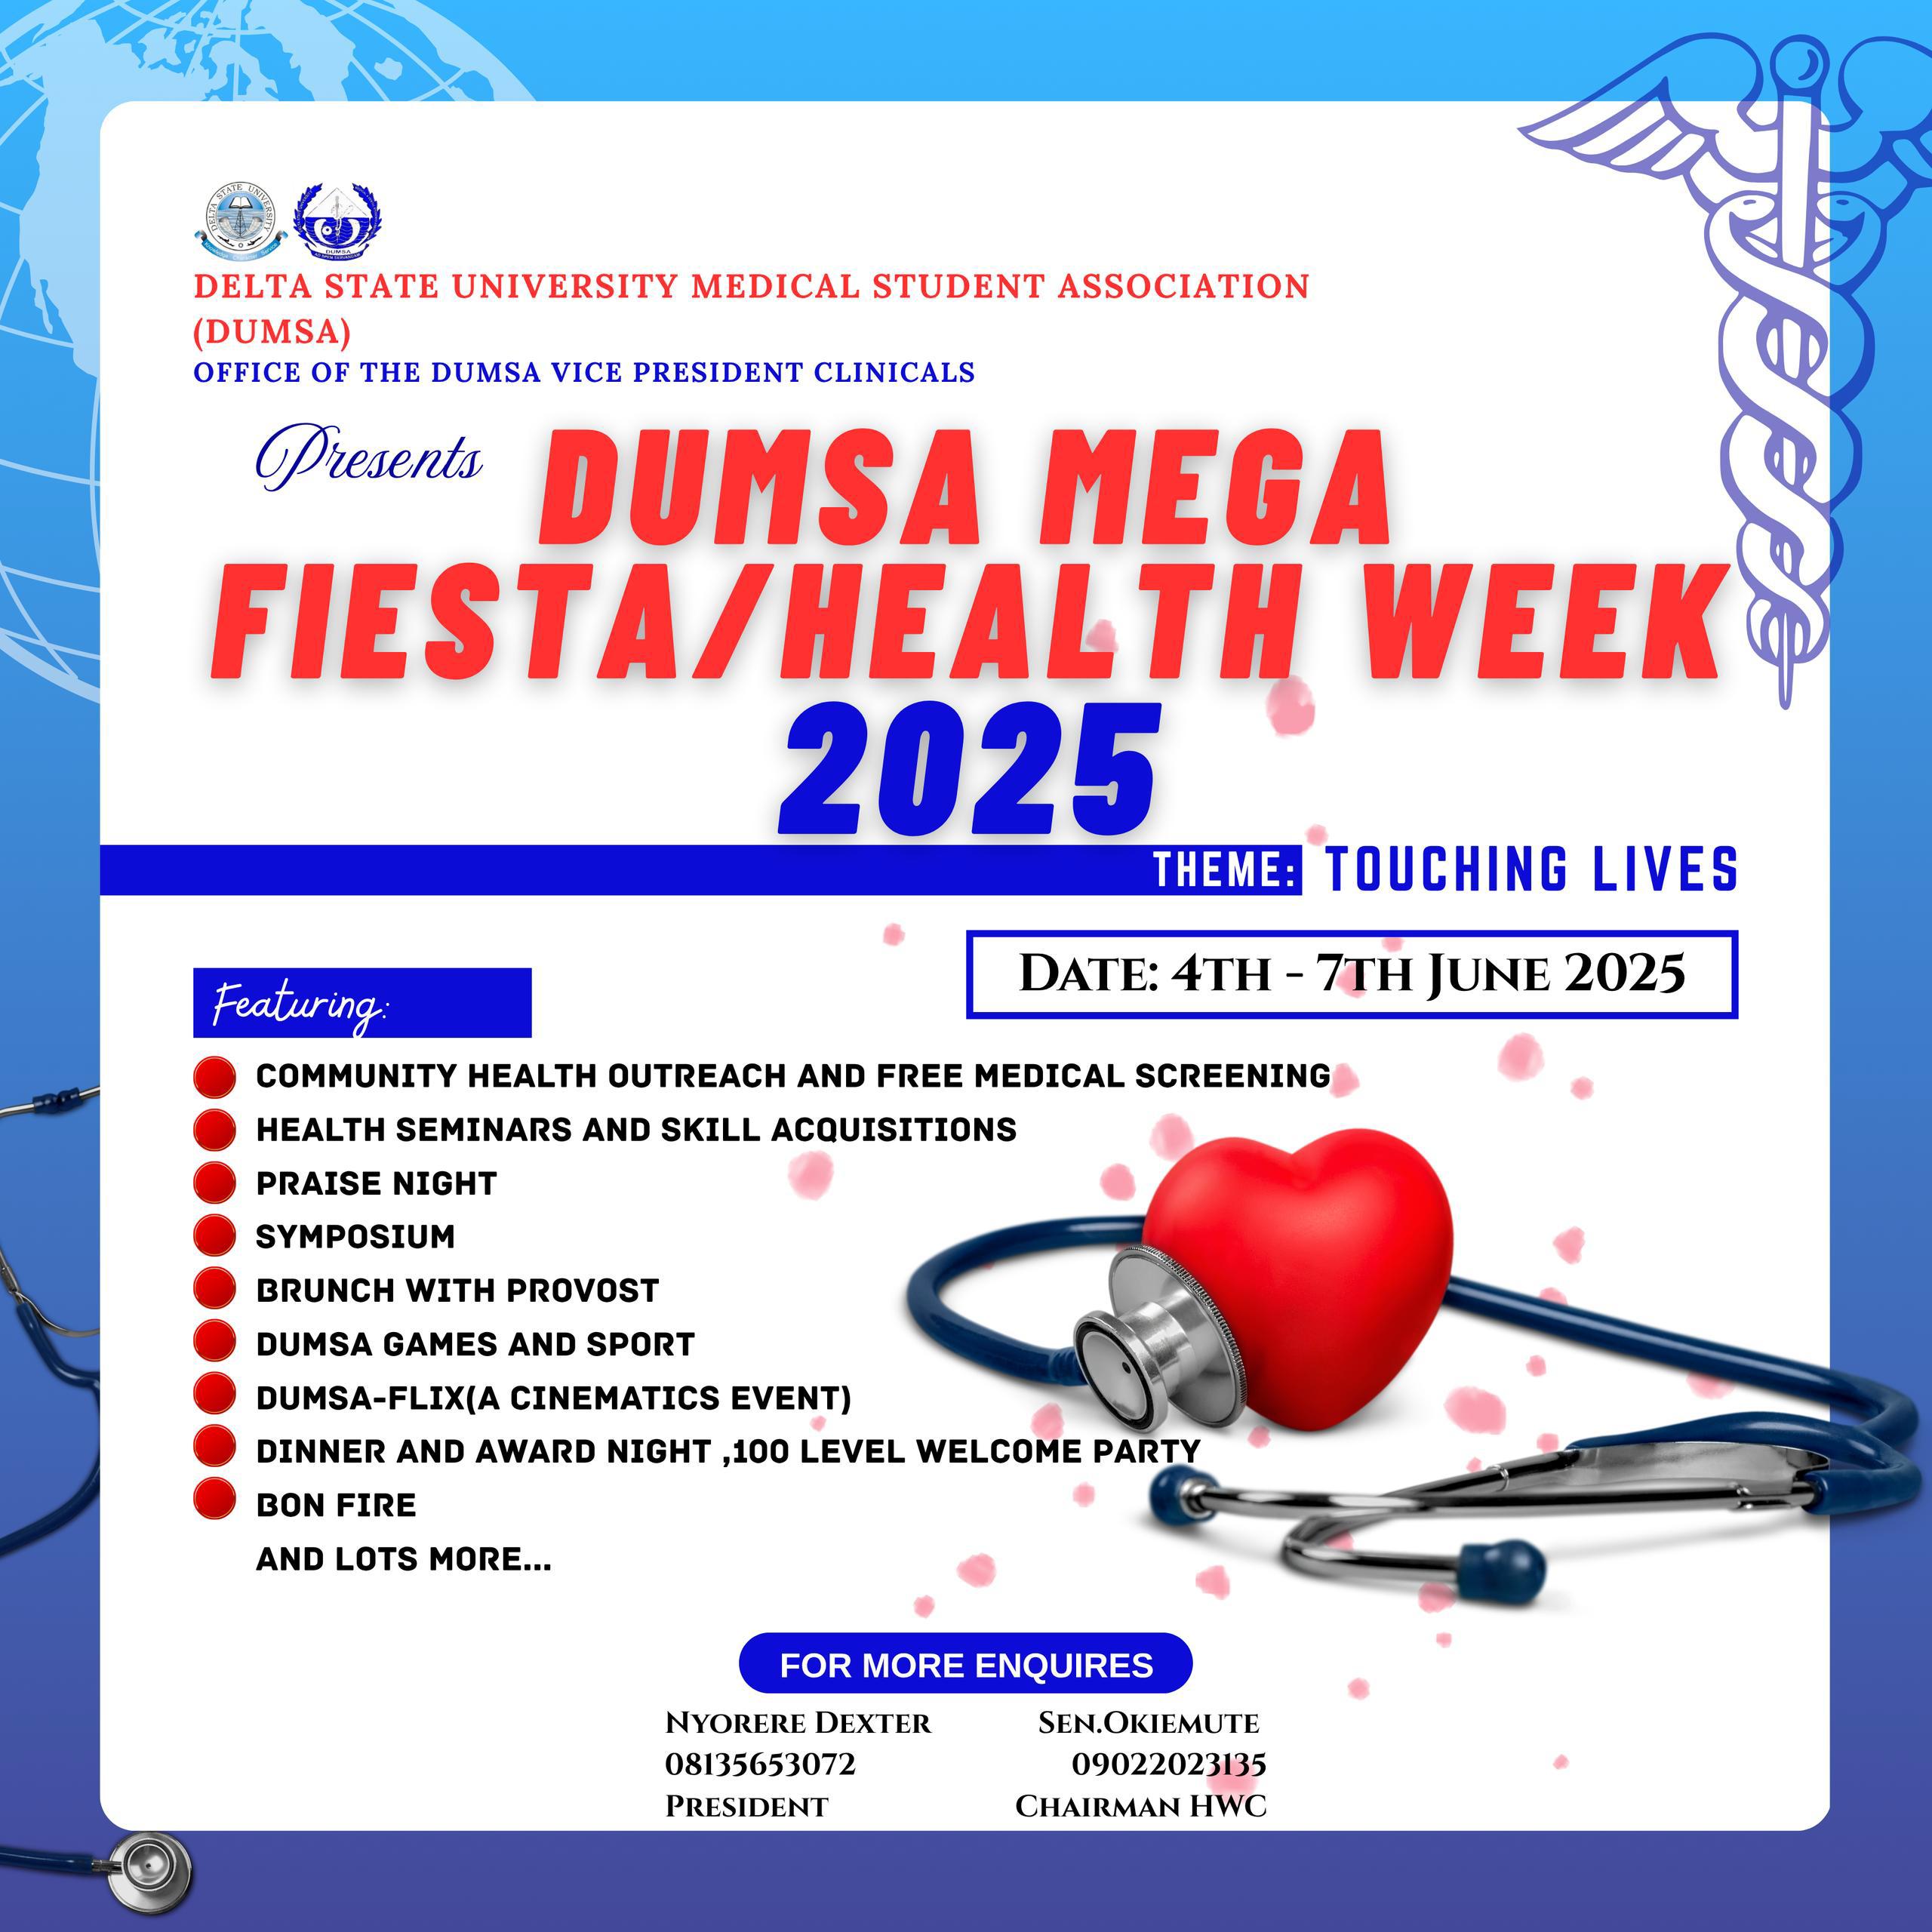 DELTA STATE UNIVERSITY
DUMSA
DELTA STATE UNIVERSITY MEDICAL STUDENT ASSOCIATION
(DUMSA)
OFFICE OF THE DUMSA VICE PRESIDENT CLINICALS
Presents
DUMSA MEGA
FIESTA/HEALTH WEEK
2025
THEME: TOUCHING LIVES
DATE: 4TH - 7TH JUNE 2025
Featuring:
COMMUNITY HEALTH OUTREACH AND FREE MEDICAL SCREENING
HEALTH SEMINARS AND SKILL ACQUISITIONS
PRAISE NIGHT
SYMPOSIUM
BRUNCH WITH PROVOST
DUMSA GAMES AND SPORT
DUMSA-FLIX(A CINEMATICS EVENT)
DINNER AND AWARD NIGHT ,100 LEVEL WELCOME PARTY
BON FIRE
AND LOTS MORE...
FOR MORE ENQUIRES
NYORERE DEXTER
08135653072
PRESIDENT
SEN.OKIEMUTE
09022023135
CHAIRMAN HWC